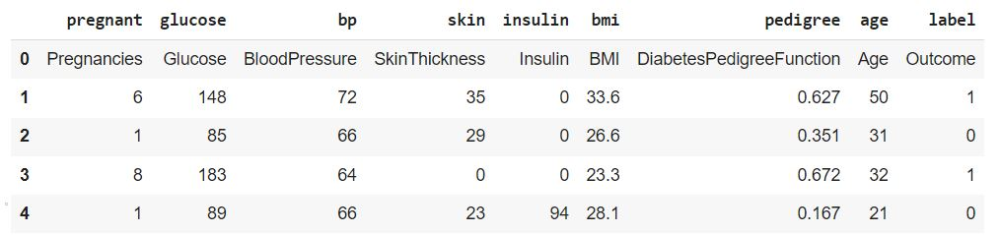 pregnant glucose bp skin insulin bmi pedigree age label
0 Pregnancies Glucose BloodPressure SkinThickness Insulin BMI DiabetesPedigreeFunction Age Outcome
1 6 148 72 35 0 33.6 0.627 50 1
2 1 85 66 29 0 26.6 0.351 31 0
3 8 183 64 0 0 23.3 0.672 32 1
4 1 89 66 23 94 28.1 0.167 21 0